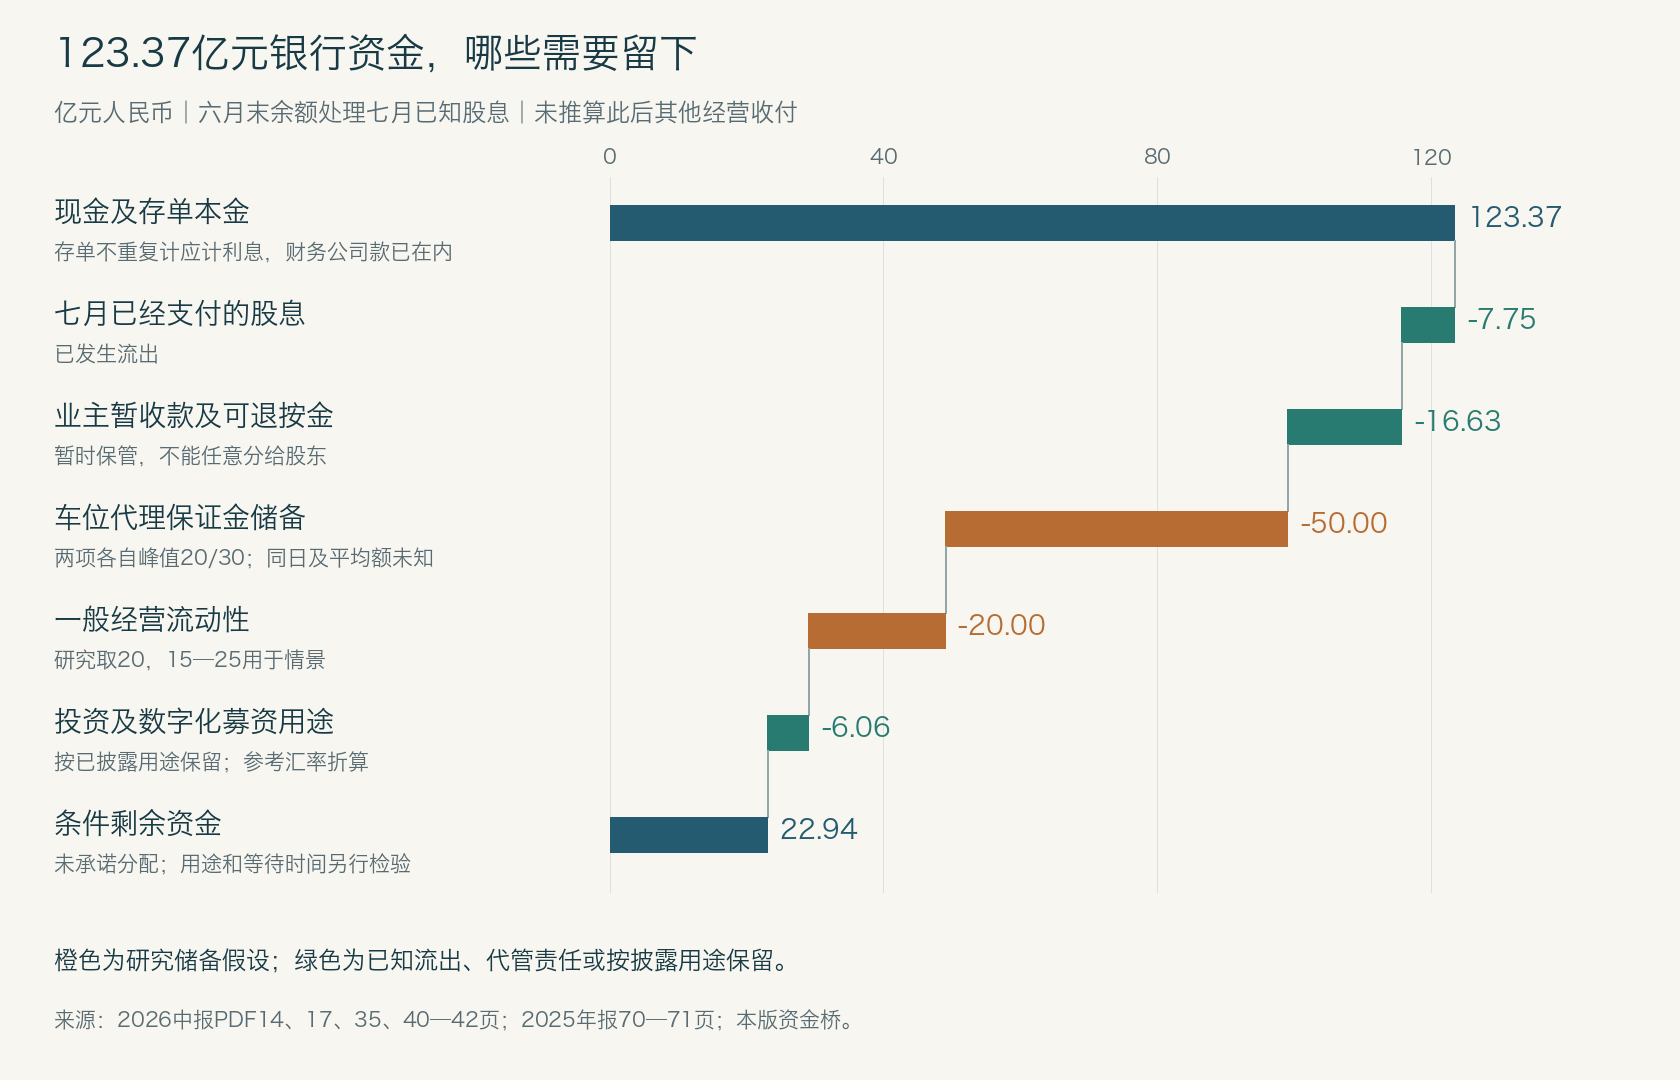 123.37亿元银行资金，哪些需要留下
亿元人民币｜六月末余额处理七月已知股息｜未推算此后其他经营收付
0 40 80 120
现金及存单本金
123.37
存单不重复计应计利息，财务公司款已在内
七月已经支付的股息
-7.75
已发生流出
业主暂收款及可退按金
-16.63
暂时保管，不能任意分给股东
车位代理保证金储备
-50.00
两项各自峰值20/30；同日及平均额未知
一般经营流动性
-20.00
研究取20，15—25用于情景
投资及数字化募资用途
-6.06
按已披露用途保留；参考汇率折算
条件剩余资金
22.94
未承诺分配；用途和等待时间另行检验
橙色为研究储备假设；绿色为已知流出、代管责任或按披露用途保留。
来源：2026中报PDF14、17、35、40—42页；2025年报70—71页；本版资金桥。